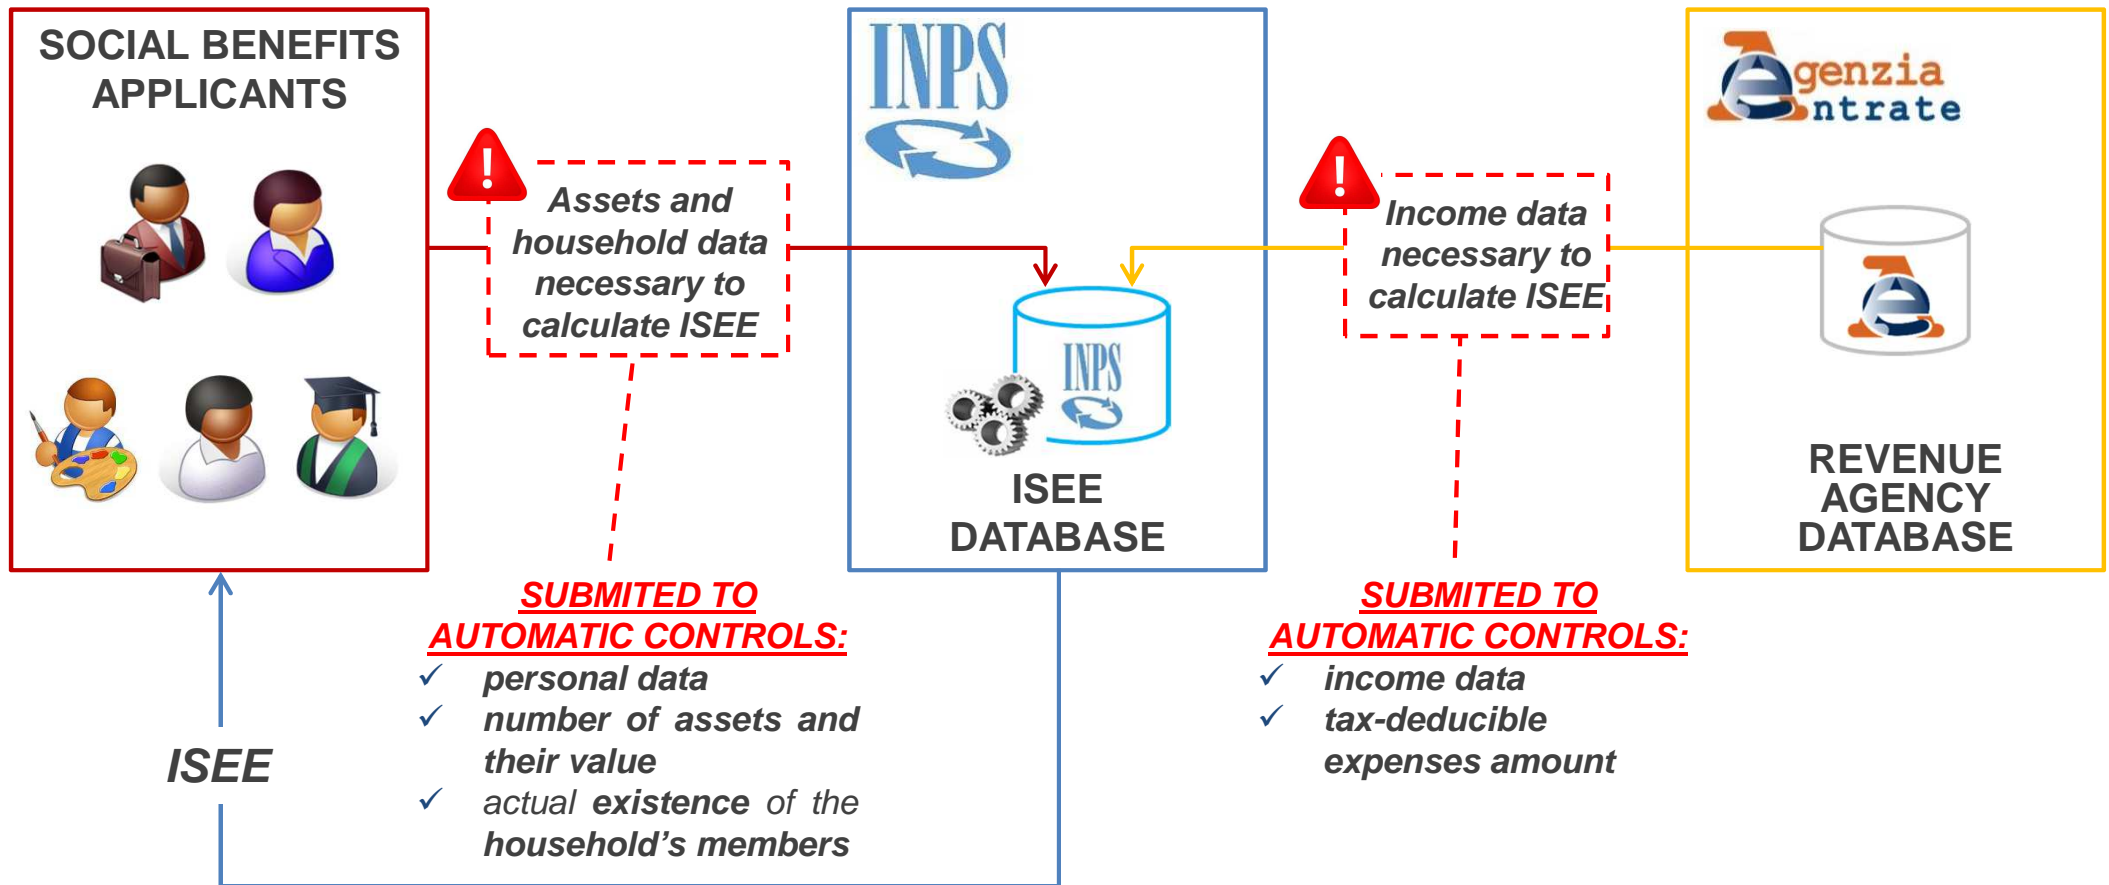 SOCIAL BENEFITS
APPLICANTS
!
Assets and
household data
necessary to
calculate ISEE
INPS
INPS
ISEE
DATABASE
!
Income data
necessary to
calculate ISEE
Agenzia
entrate
REVENUE
AGENCY
DATABASE
SUBMITED TO
AUTOMATIC CONTROLS:
✓ personal data
✓ number of assets and
their value
✓ actual existence of the
household's members
SUBMITED TO
AUTOMATIC CONTROLS:
✓ income data
✓ tax-deducible
expenses amount
ISEE